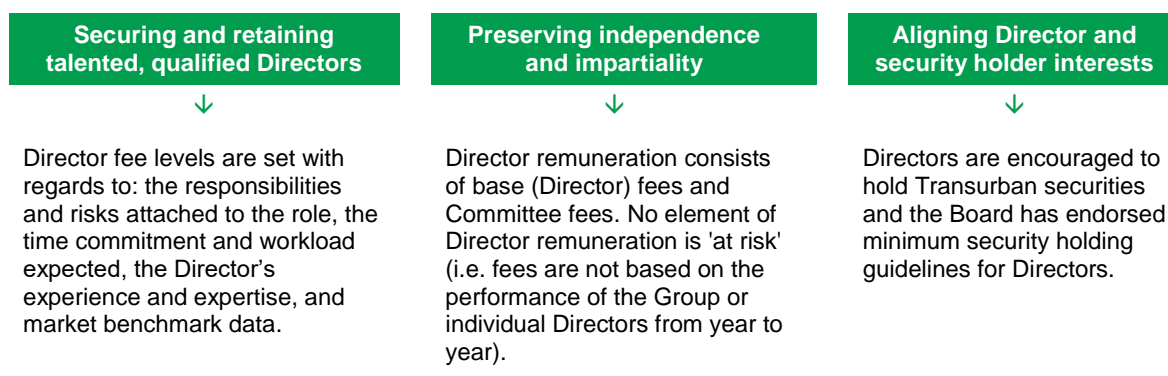 Securing and retaining
talented, qualified Directors
Director fee levels are set with
regards to: the responsibilities
and risks attached to the role, the
time commitment and workload
expected, the Director’s
experience and expertise, and
market benchmark data.
Preserving independence
and impartiality
Director remuneration consists
of base (Director) fees and
Committee fees. No element of
Director remuneration is 'at risk'
(i.e. fees are not based on the
performance of the Group or
individual Directors from year to
year).
Aligning Director and
security holder interests
Directors are encouraged to
hold Transurban securities
and the Board has endorsed
minimum security holding
guidelines for Directors.